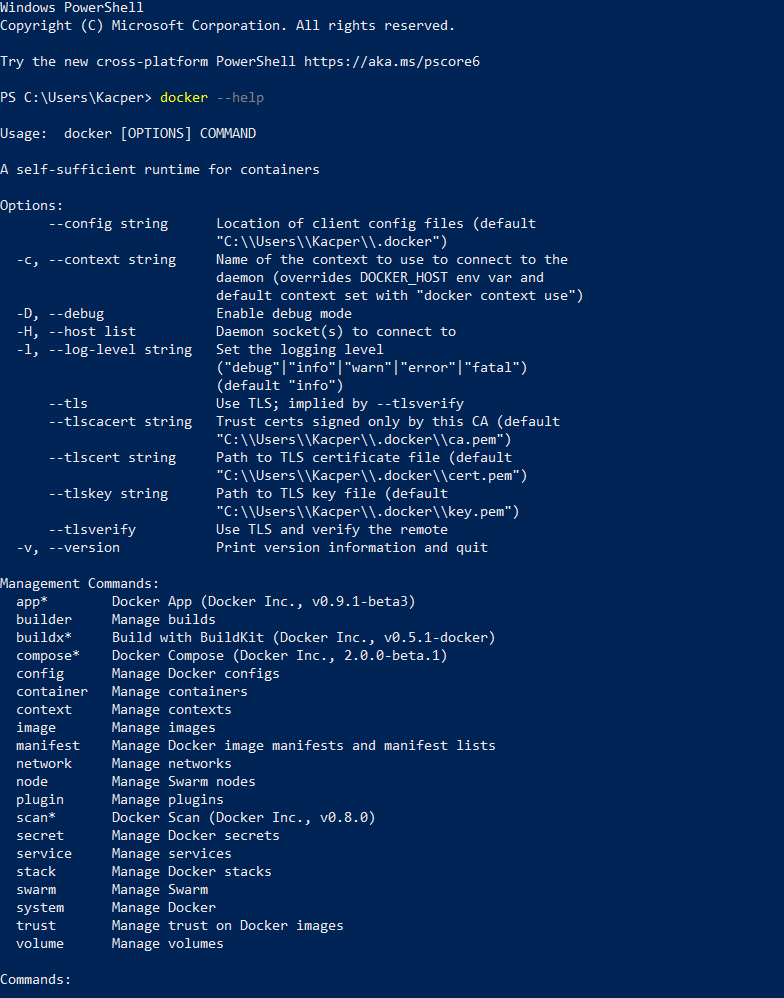 Windows PowerShell
Copyright (C) Microsoft Corporation. All rights reserved.
Try the new cross-platform PowerShell https://aka.ms/pscore6
PS C:\Users\Kacper> docker --help
Usage:  docker [OPTIONS] COMMAND
A self-sufficient runtime for containers
Options:
      --config string      Location of client config files (default
                           "C:\\Users\\Kacper\\.docker")
  -c, --context string     Name of the context to use to connect to the
                           daemon (overrides DOCKER_HOST env var and
                           default context set with "docker context use")
  -D, --debug              Enable debug mode
  -H, --host list          Daemon socket(s) to connect to
  -l, --log-level string   Set the logging level
                           ("debug"|"info"|"warn"|"error"|"fatal")
                           (default "info")
      --tls                Use TLS; implied by --tlsverify
      --tlscacert string   Trust certs signed only by this CA (default
                           "C:\\Users\\Kacper\\.docker\\ca.pem")
      --tlscert string     Path to TLS certificate file (default
                           "C:\\Users\\Kacper\\.docker\\cert.pem")
      --tlskey string      Path to TLS key file (default
                           "C:\\Users\\Kacper\\.docker\\key.pem")
      --tlsverify          Use TLS and verify the remote
  -v, --version            Print version information and quit
Management Commands:
  app*        Docker App (Docker Inc., v0.9.1-beta3)
  builder     Manage builds
  buildx*     Build with BuildKit (Docker Inc., v0.5.1-docker)
  compose*    Docker Compose (Docker Inc., 2.0.0-beta.1)
  config      Manage Docker configs
  container   Manage containers
  context     Manage contexts
  image       Manage images
  manifest    Manage Docker image manifests and manifest lists
  network     Manage networks
  node        Manage Swarm nodes
  plugin      Manage plugins
  scan*       Docker Scan (Docker Inc., v0.8.0)
  secret      Manage Docker secrets
  service     Manage services
  stack       Manage Docker stacks
  swarm       Manage Swarm
  system      Manage Docker
  trust       Manage trust on Docker images
  volume      Manage volumes
Commands: